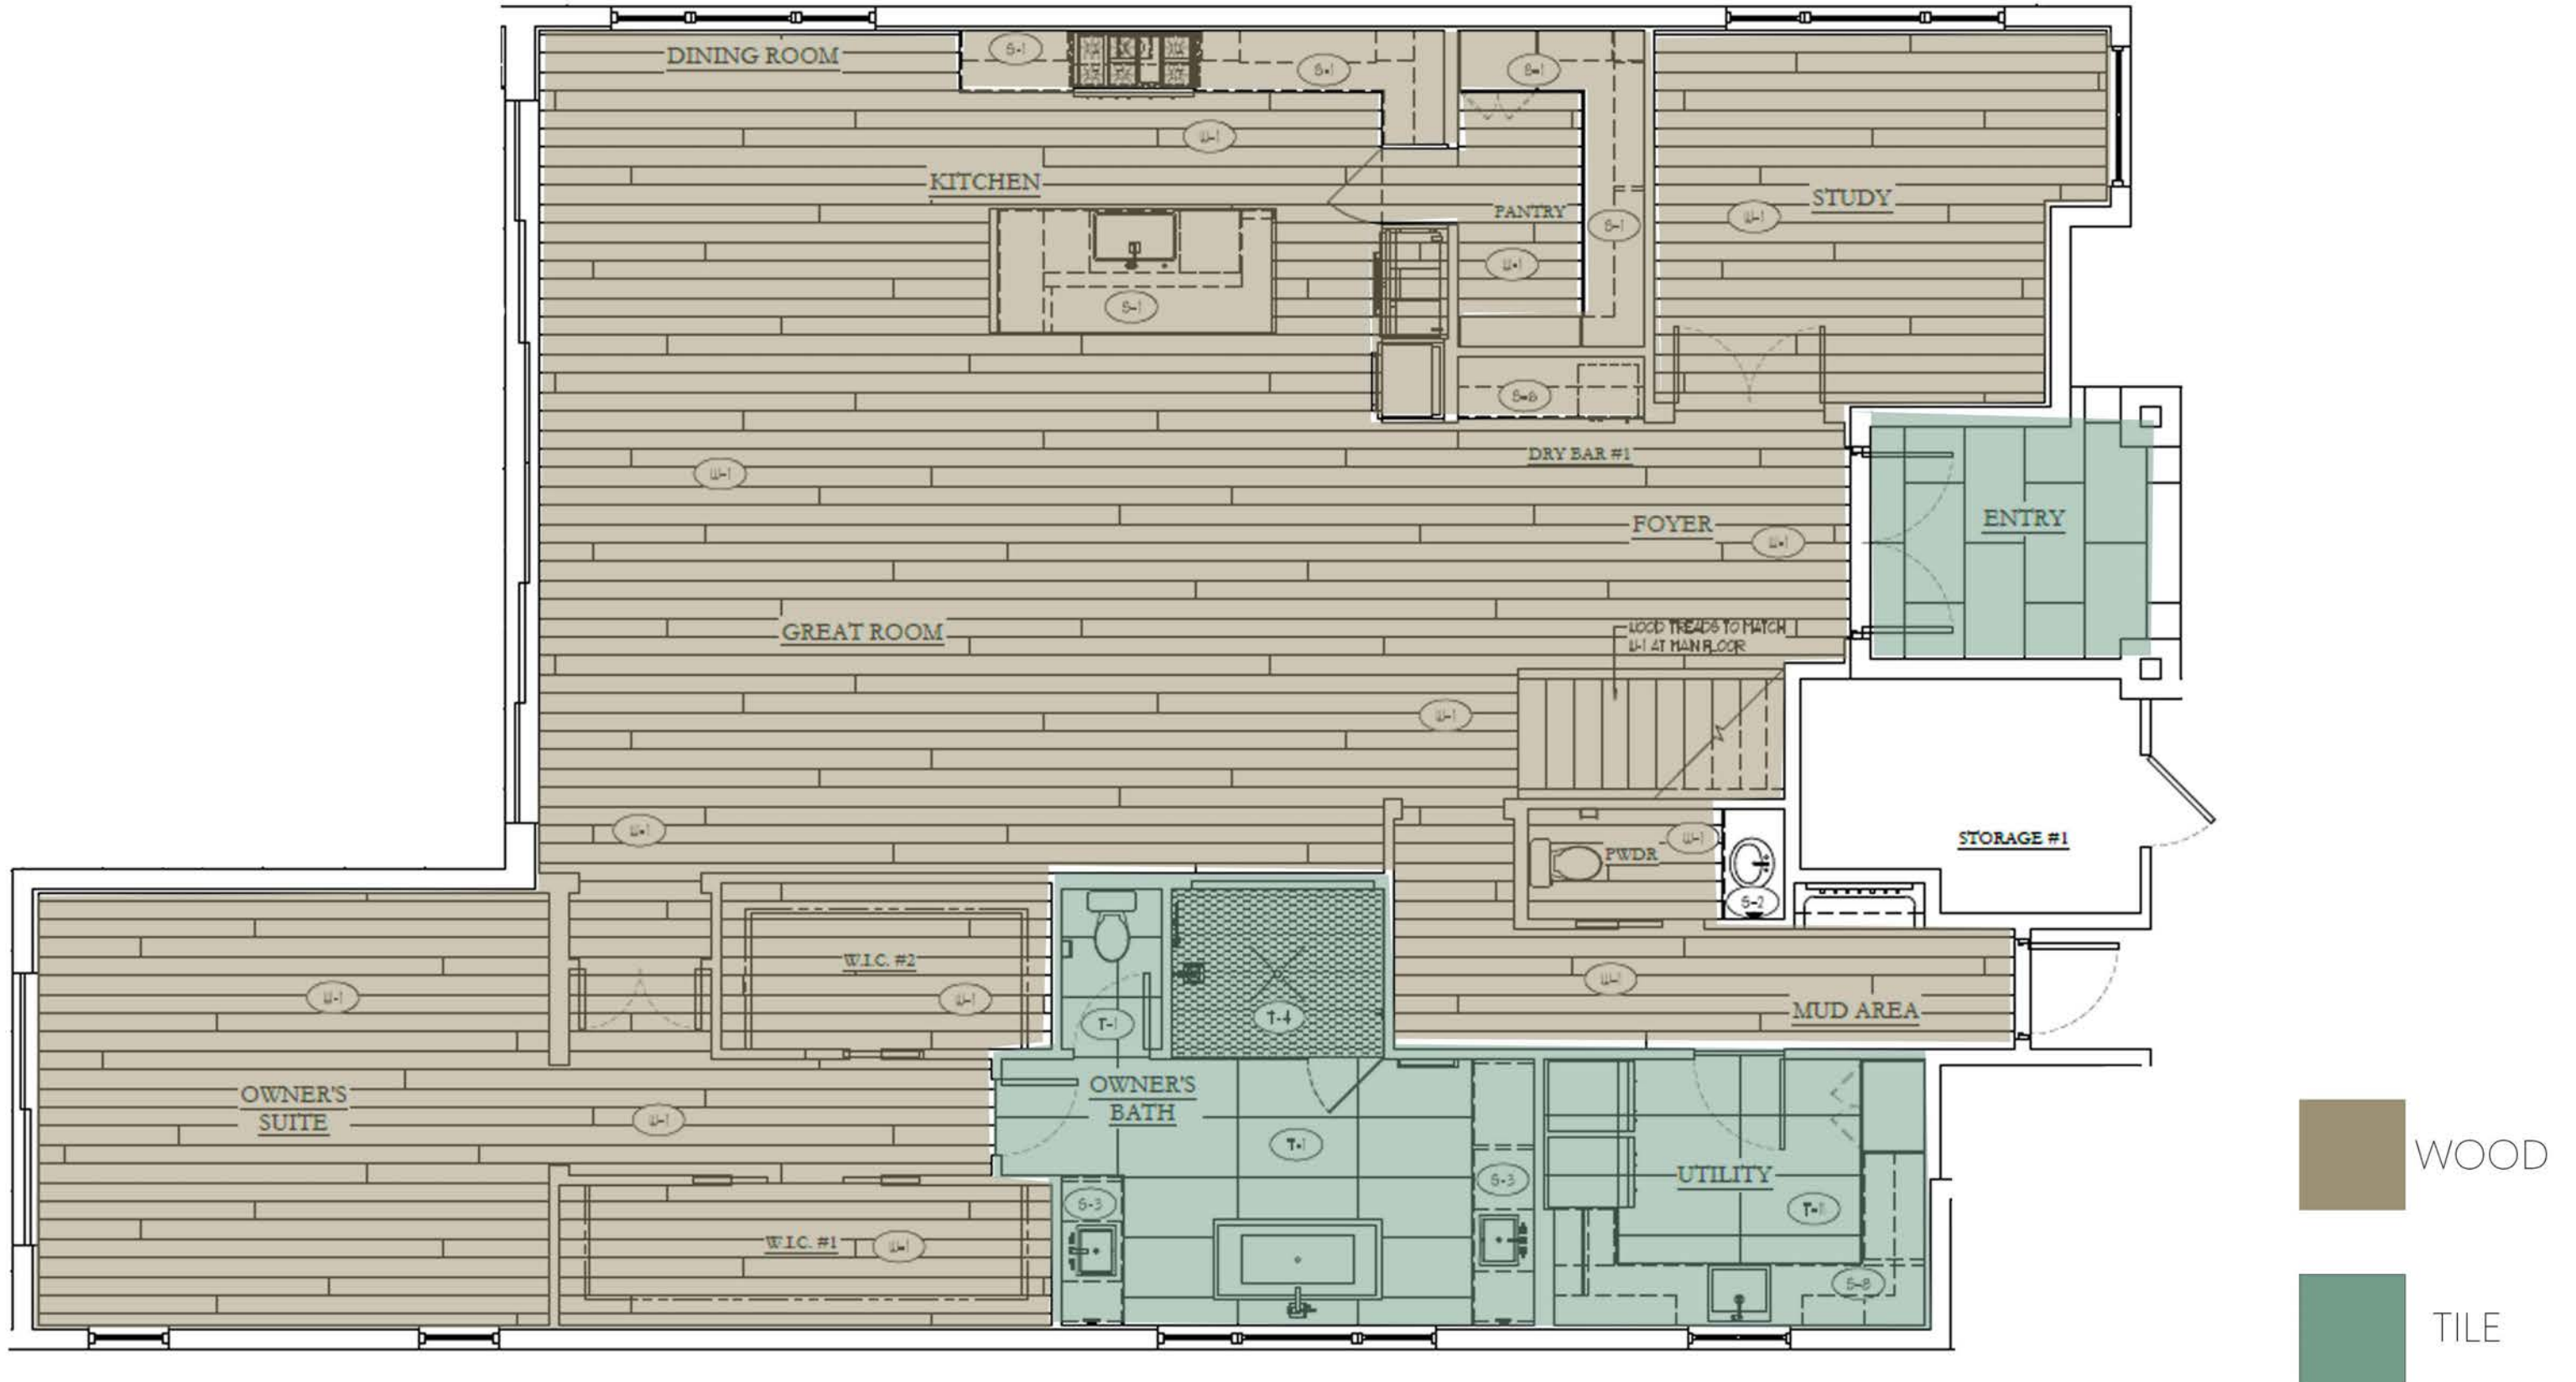 DINING ROOM
S-1
S-1
S-1
W-1
KITCHEN
STUDY
W-1
PANTRY
S-1
W-1
S-1
S-6
DRY BAR #1
W-1
FOYER
W-1
ENTRY
GREAT ROOM
WOOD TREADS TO MATCH
W-1 AT MAIN FLOOR
W-1
W-1
W-1
PWDR
STORAGE #1
S-2
W.I.C. #2
W-1
W-1
W-1
MUD AREA
T-1
T-4
OWNER'S
SUITE
W-1
OWNER'S
BATH
T-1
UTILITY
S-3
S-3
W.I.C. #1
W-1
S-8
WOOD
TILE